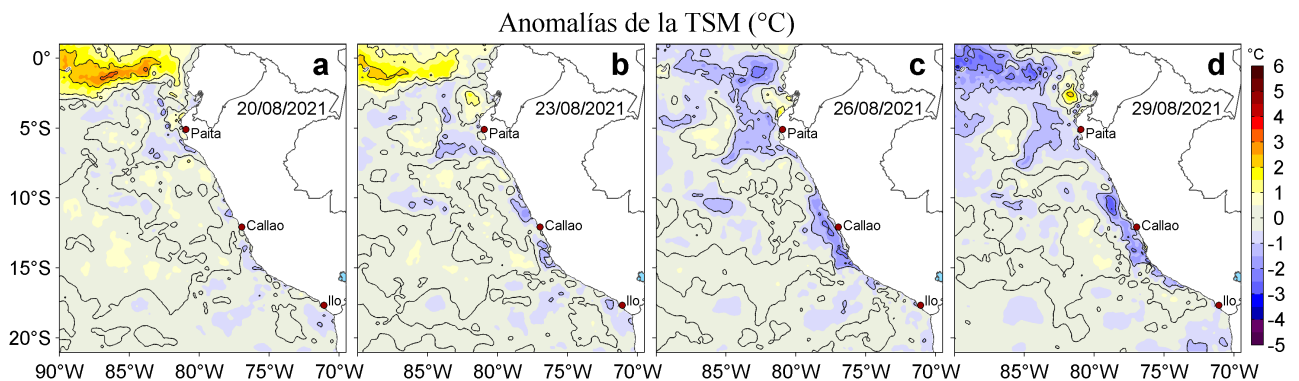 Anomalías de la TSM (°C)
a b c d
20/08/2021 23/08/2021 26/08/2021 29/08/2021
Paita Paita Paita Paita
Callao Callao Callao Callao
Ilo Ilo Ilo Ilo
0°
5°S
10°S
15°S
20°S
90°W 85°W 80°W 75°W 70°W 85°W 80°W 75°W 70°W 85°W 80°W 75°W 70°W 85°W 80°W 75°W 70°W
°C
6
5
4
3
2
1
0
-1
-2
-3
-4
-5